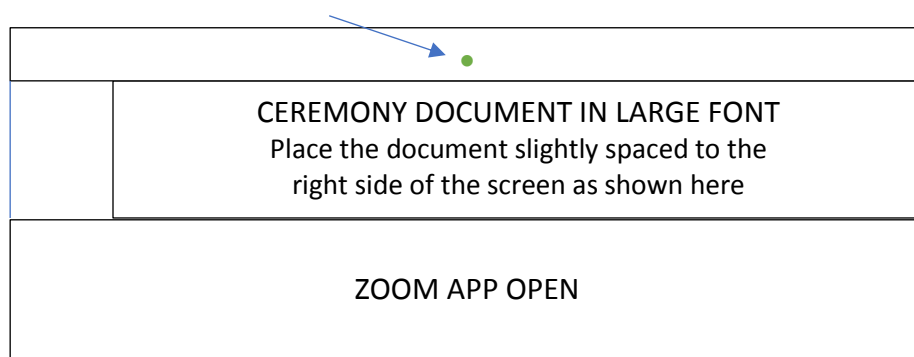 CEREMONY DOCUMENT IN LARGE FONT
Place the document slightly spaced to the
right side of the screen as shown here
ZOOM APP OPEN